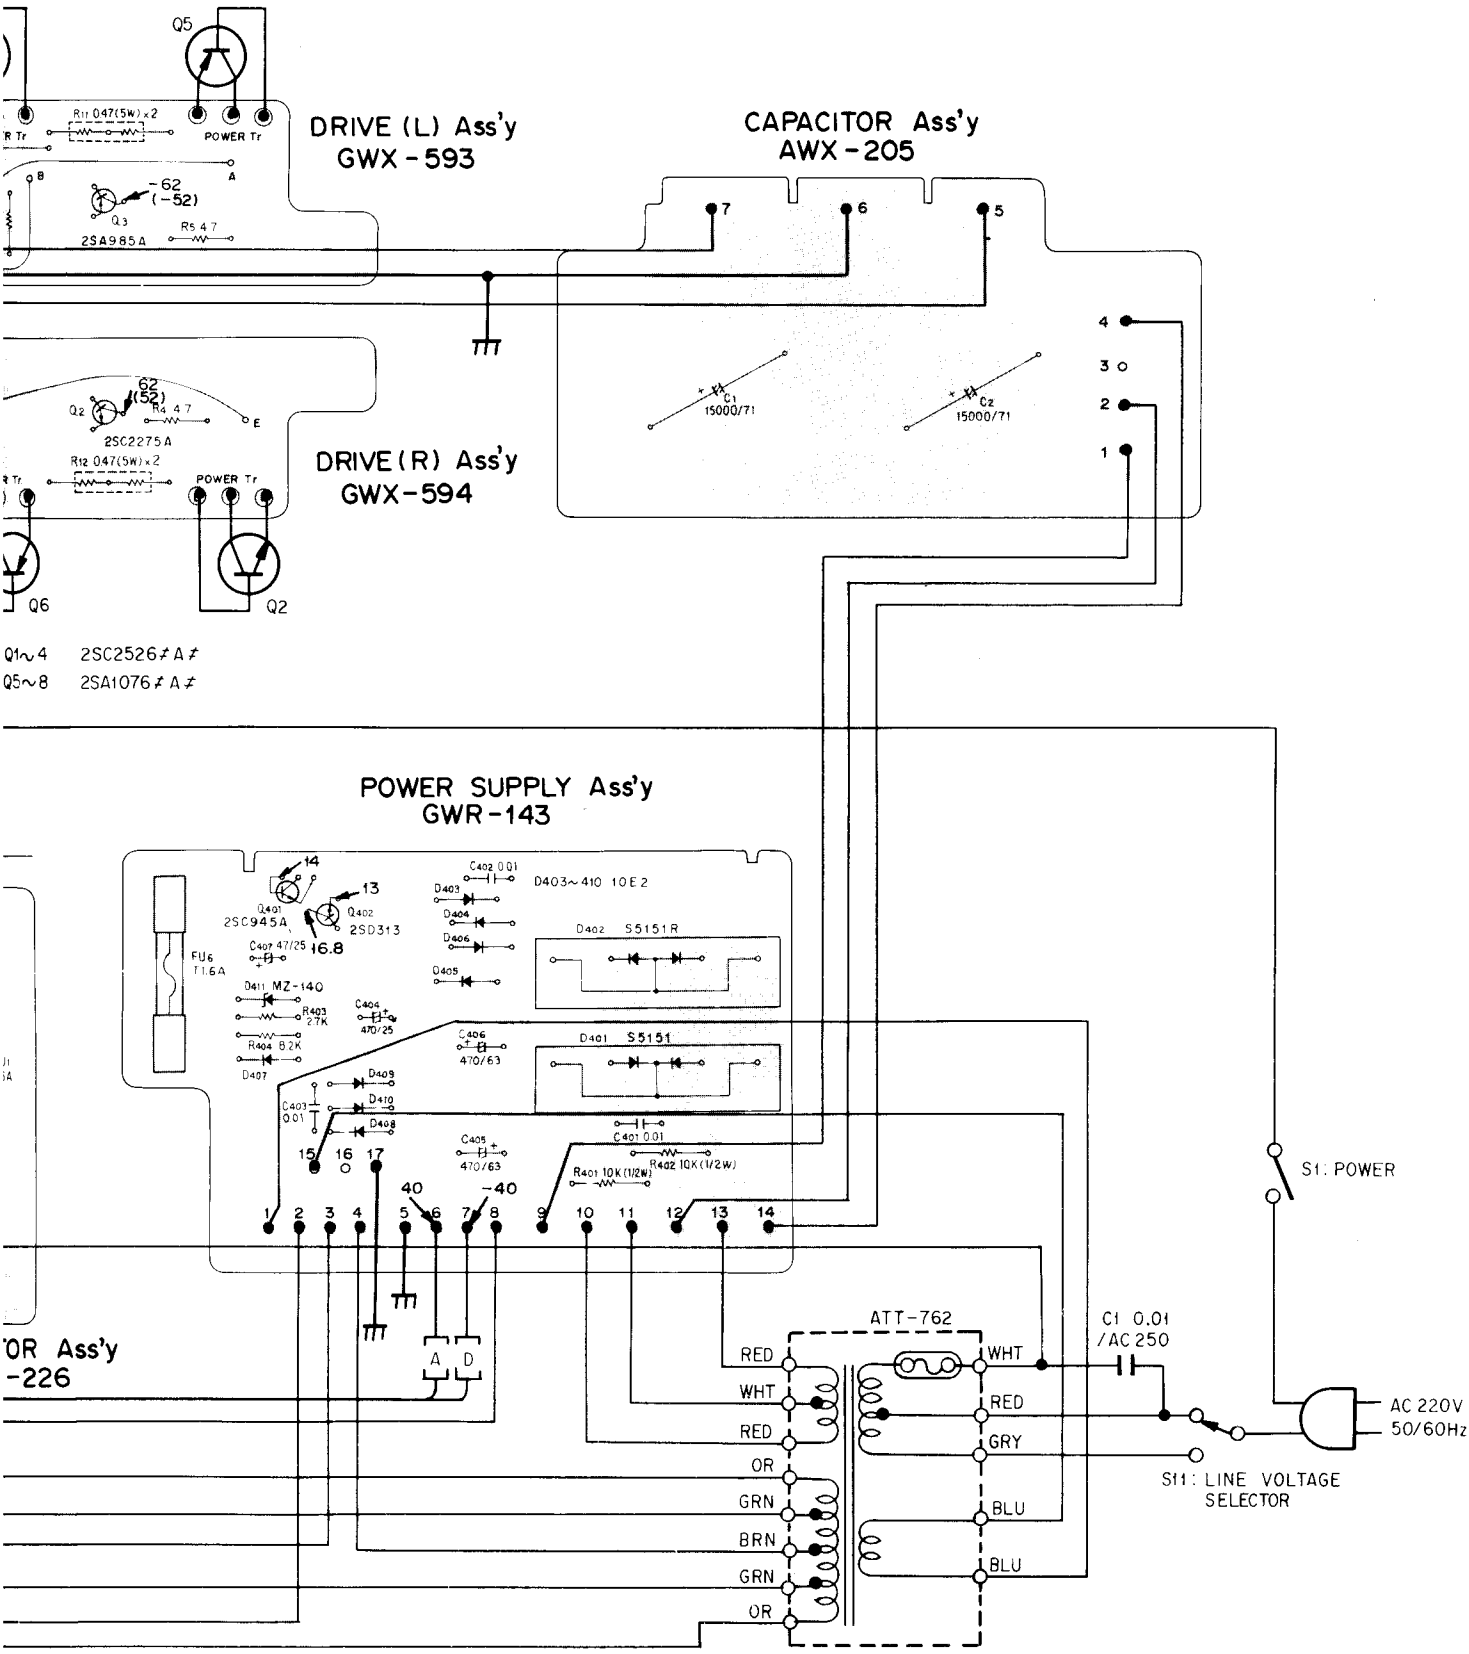 Q5
R11 0.47(5W)×2
R Tr
POWER Tr
DRIVE (L) Ass'y
GWX-593
B
A
-62
(-52)
Q3
2SA985A
R5 4.7
CAPACITOR Ass'y
AWX-205
7
6
5
4
3
2
1
+
C1
15000/71
+
C2
15000/71
62
(52)
Q2
R4 4.7
E
2SC2275A
R12 0.47(5W)×2
R Tr.
POWER Tr
DRIVE (R) Ass'y
GWX-594
Q6
Q2
Q1~4 2SC2526≠A≠
Q5~8 2SA1076≠A≠
POWER SUPPLY Ass'y
GWR-143
14
13
Q401
2SC945A
Q402
2SD313
16.8
C407 47/25
+
FU6
T1.6A
D411 MZ-140
R403
2.7K
R404 8.2K
D407
C404
+
470/25
C402 0.01
D403
D404
D406
D405
D403~410 10E2
D402 S5151R
C406
+
470/63
D401 S5151
D409
D410
D408
C403
0.01
C405
+
470/63
C401 0.01
R402 10K (1/2W)
R401 10K (1/2W)
15
16
17
40
-40
1
2
3
4
5
6
7
8
9
10
11
12
13
14
A
D
TOR Ass'y
-226
ATT-762
RED
WHT
RED
OR
GRN
BRN
GRN
OR
WHT
RED
GRY
BLU
BLU
C1 0.01
/AC250
S1: POWER
AC 220V
50/60Hz
S11: LINE VOLTAGE
SELECTOR